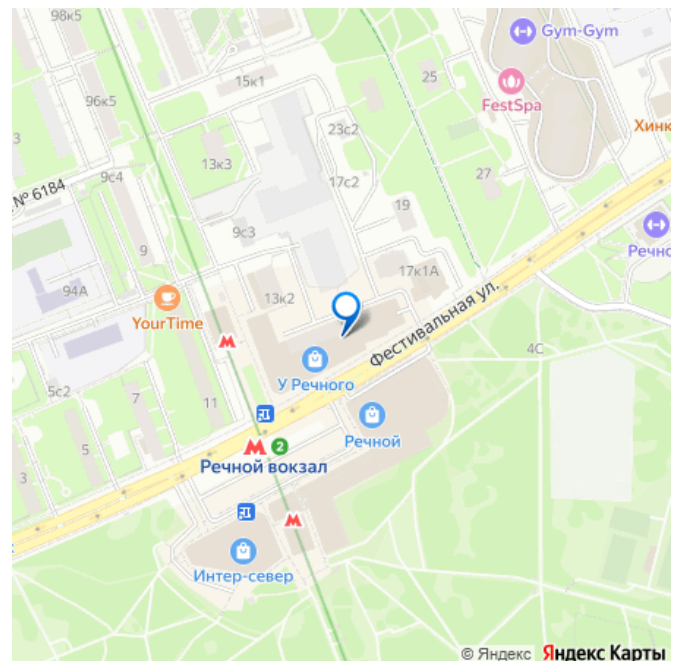 98к5
Gym-Gym
15к1
25
FestSpa
96к5
23с2
Хинк
3
13к3
17с2
27
№ 6184
9с4
19
9с3
9
Речно
17к1А
94А
13к2
YourTime
Фестивальная ул.
4С
У Речного
5с2
7
11
Речной
5
М 2
3
Речной вокзал
Интер-север
© Яндекс Яндекс Карты